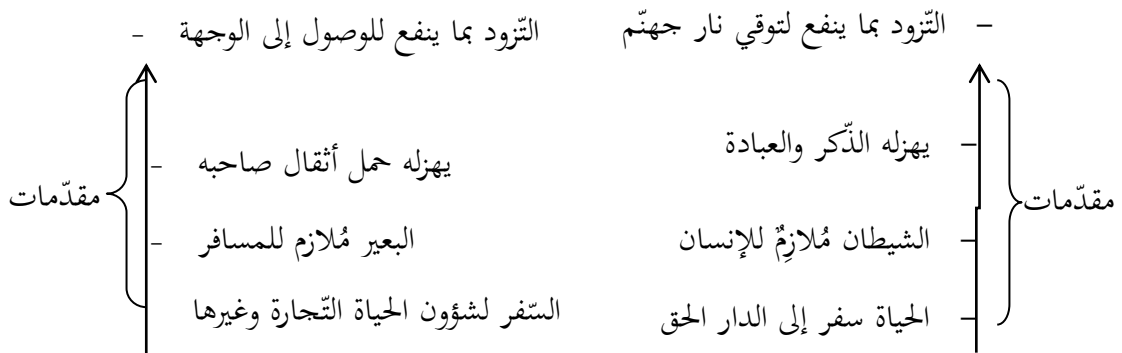 – التّزود بما ينفع لتوقي نار جهنّم
التّزود بما ينفع للوصول إلى الوجهة -
– يهزله الذّكر والعبادة
يهزله حمل أثقال صاحبه -
مقدّمات
مقدّمات
– الشيطان مُلازِمٌ للإنسان
البعير مُلازم للمسافر -
– الحياة سفر إلى الدار الحق
السّفر لشؤون الحياة التّجارة وغيرها